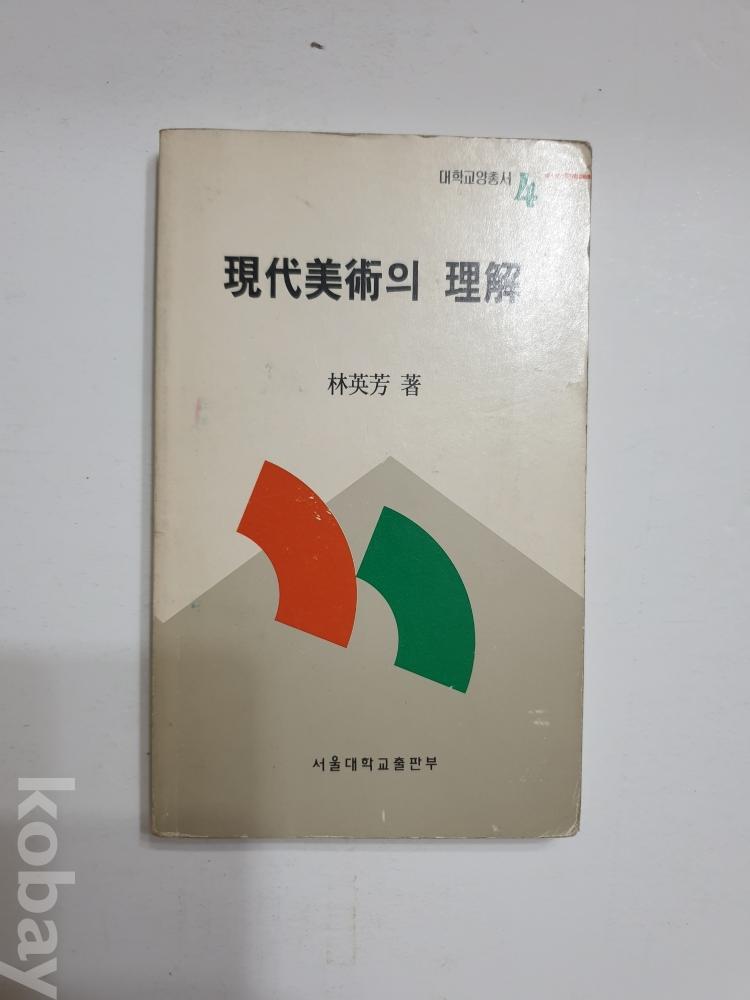 대학교양총서 4
現代美術의 理解
林英芳 著
서울대학교출판부
kobay